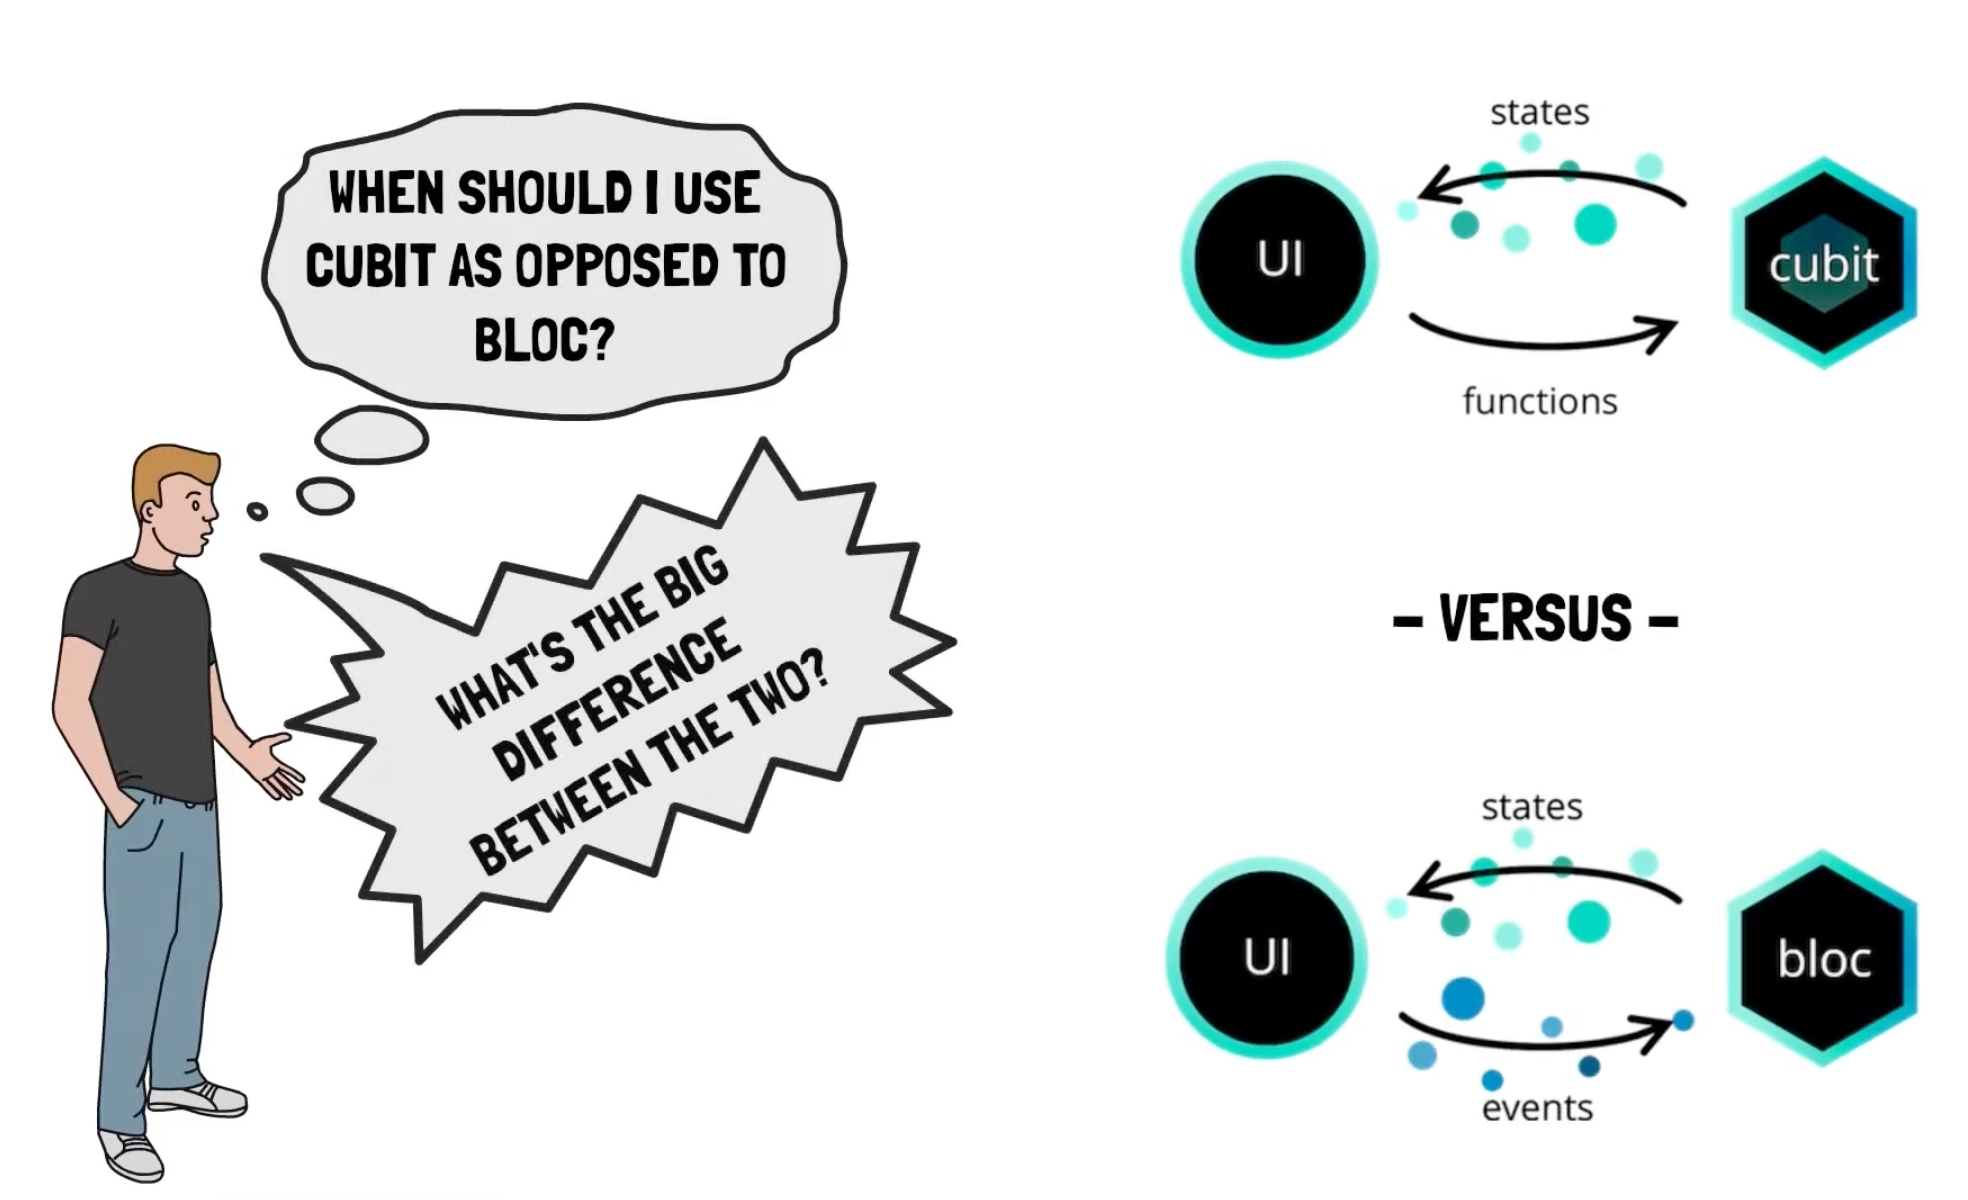 WHEN SHOULD I USE
CUBIT AS OPPOSED TO
BLOC?
WHAT'S THE BIG
DIFFERENCE
BETWEEN THE TWO?
states
UI
cubit
functions
- VERSUS -
states
UI
bloc
events